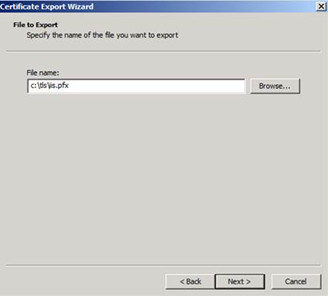 Certificate Export Wizard
File to Export
Specify the name of the file you want to export
File name:
c:\tls\iis.pfx
Browse...
< Back
Next >
Cancel